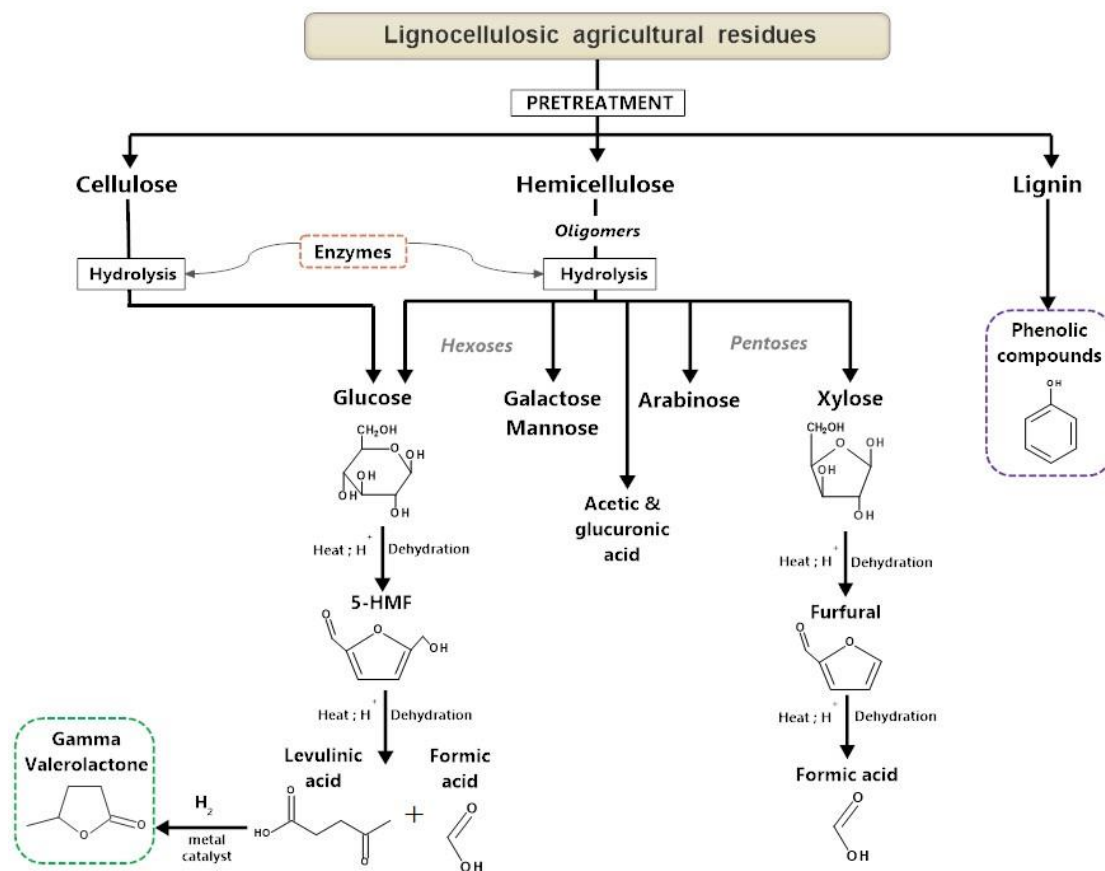 Lignocellulosic agricultural residues
PRETREATMENT
Cellulose
Hemicellulose
Lignin
Oligomers
Enzymes
Hydrolysis
Hydrolysis
Hexoses
Pentoses
Phenolic
compounds
OH
Glucose
Galactose
Mannose
Arabinose
Xylose
CH2OH
O
OH
OH
OH
OH
CH2OH
O
OH
OH
OH
Acetic &
glucuronic
acid
Heat ; H+
Dehydration
Heat ; H+
Dehydration
5-HMF
O
O
OH
Furfural
O
O
Heat ; H+
Dehydration
Heat ; H+
Dehydration
Gamma
Valerolactone
O
O
H2
metal
catalyst
Levulinic
acid
O
HO
O
+
Formic
acid
O
OH
Formic acid
O
OH